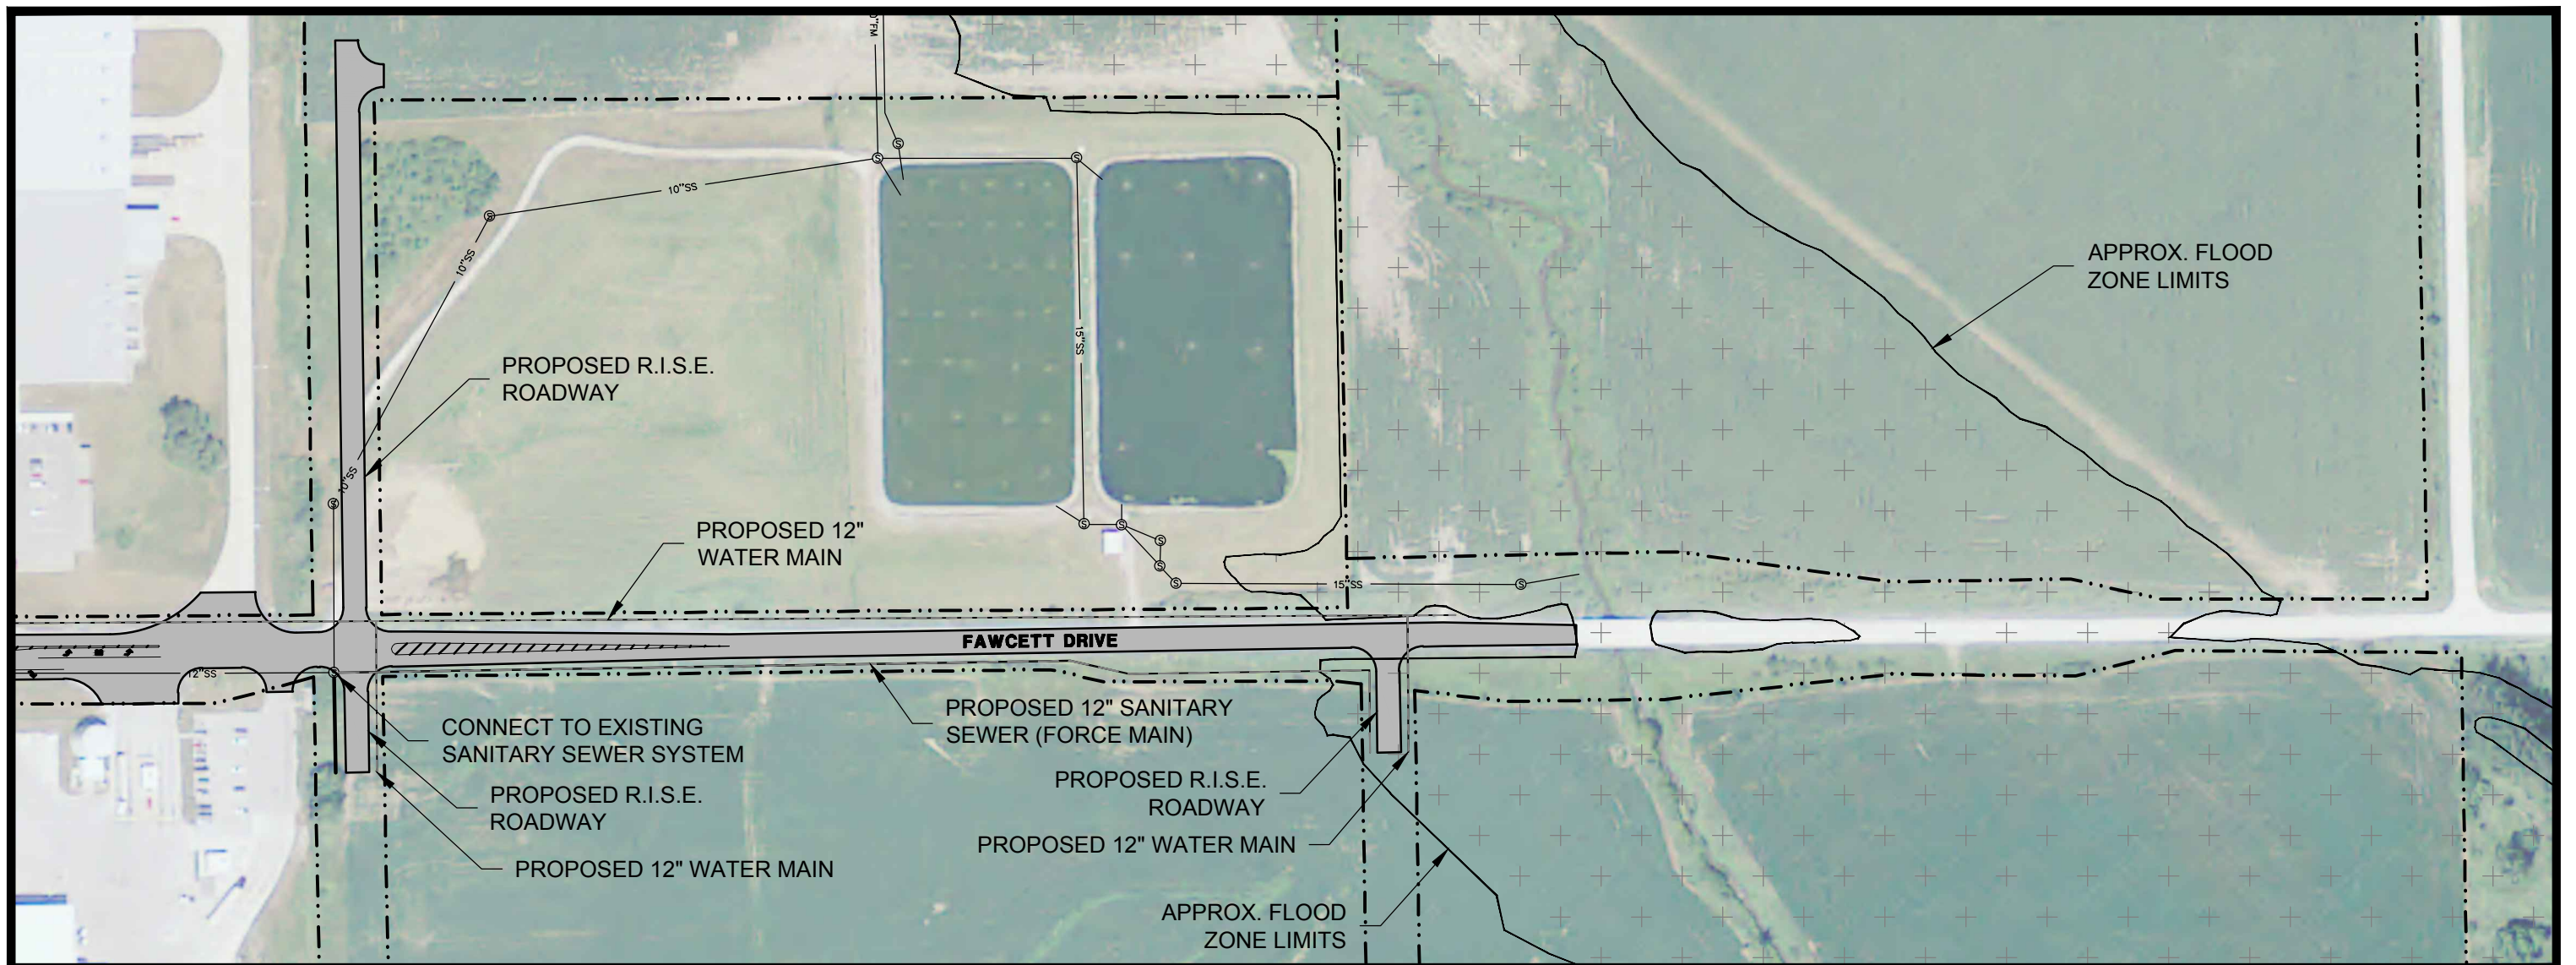 0"FM
10"SS
10"SS
15"SS
10"SS
APPROX. FLOOD
ZONE LIMITS
PROPOSED R.I.S.E.
ROADWAY
PROPOSED 12"
WATER MAIN
15"SS
FAWCETT DRIVE
12"SS
CONNECT TO EXISTING
SANITARY SEWER SYSTEM
PROPOSED 12" SANITARY
SEWER (FORCE MAIN)
PROPOSED R.I.S.E.
ROADWAY
PROPOSED R.I.S.E.
ROADWAY
PROPOSED 12" WATER MAIN
PROPOSED 12" WATER MAIN
APPROX. FLOOD
ZONE LIMITS